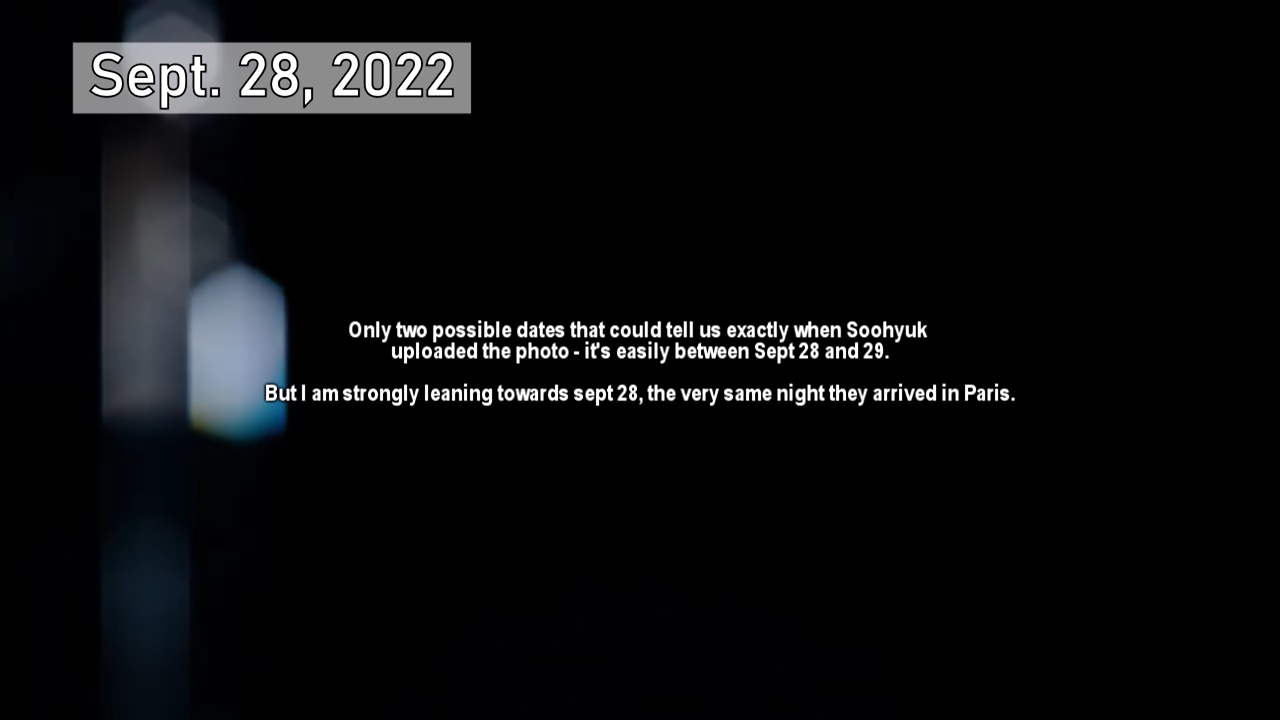 Sept. 28, 2022
Only two possible dates that could tell us exactly when Soohyuk
uploaded the photo - it's easily between Sept 28 and 29.
But I am strongly leaning towards sept 28, the very same night they arrived in Paris.